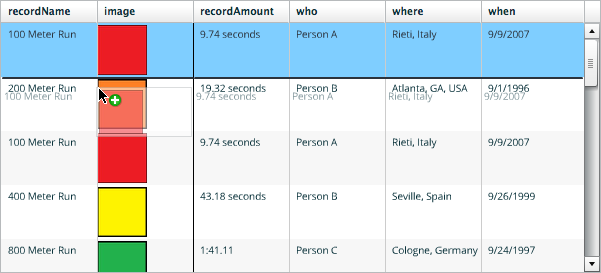 recordName image recordAmount who where when
100 Meter Run 9.74 seconds Person A Rieti, Italy 9/9/2007
200 Meter Run 19.32 seconds Person B Atlanta, GA, USA 9/1/1996
100 Meter Run 9.74 seconds Person A Rieti, Italy 9/9/2007
100 Meter Run 9.74 seconds Person A Rieti, Italy 9/9/2007
400 Meter Run 43.18 seconds Person B Seville, Spain 9/26/1999
800 Meter Run 1:41.11 Person C Cologne, Germany 9/24/1997